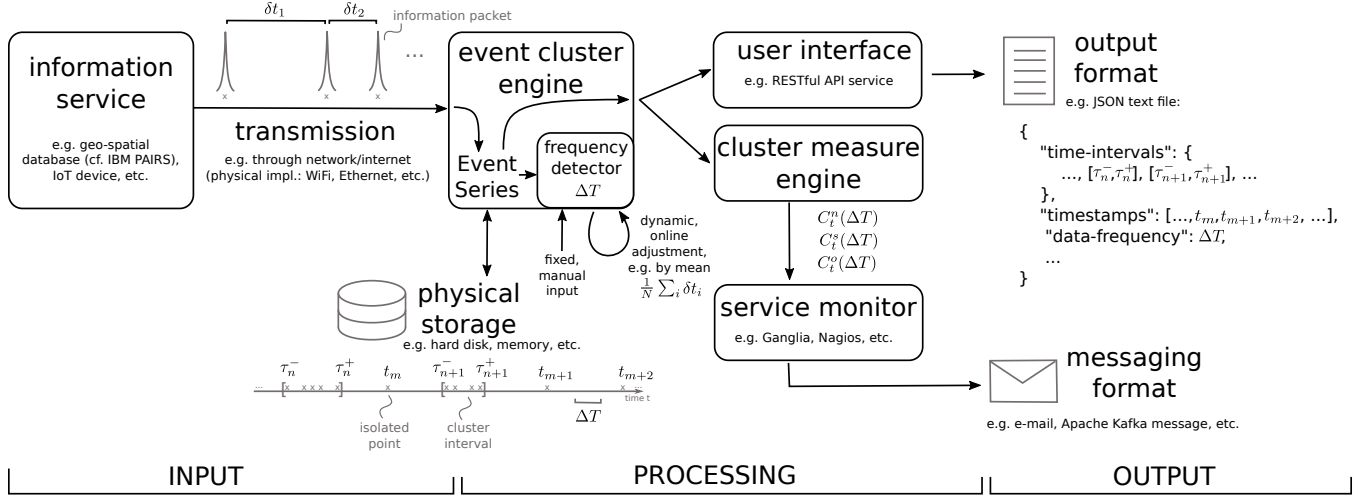 δt₁
δt₂
information packet
...
information
service
e.g. geo-spatial
database (cf. IBM PAIRS),
IoT device, etc.
x
x
x
transmission
e.g. through network/internet
(physical impl.: WiFi, Ethernet, etc.)
event cluster
engine
Event
Series
frequency
detector
ΔT
fixed,
manual
input
dynamic,
online
adjustment,
e.g. by mean
1/N ∑ᵢ δtᵢ
physical
storage
e.g. hard disk, memory, etc.
τₙ⁻ τₙ⁺ tₘ τₙ₊₁⁻ τₙ₊₁⁺ tₘ₊₁ tₘ₊₂
... [x x x x x] x [x x x x] x x ...
time t
ΔT
isolated
point
cluster
interval
user interface
e.g. RESTful API service
cluster measure
engine
Cₜⁿ(ΔT)
Cₜˢ(ΔT)
Cₜᵒ(ΔT)
service monitor
e.g. Ganglia, Nagios, etc.
output
format
e.g. JSON text file:
{
"time-intervals": {
..., [τₙ⁻,τₙ⁺], [τₙ₊₁⁻,τₙ₊₁⁺], ...
},
"timestamps": [...,tₘ,tₘ₊₁,tₘ₊₂, ...],
"data-frequency": ΔT,
...
}
messaging
format
e.g. e-mail, Apache Kafka message, etc.
INPUT
PROCESSING
OUTPUT